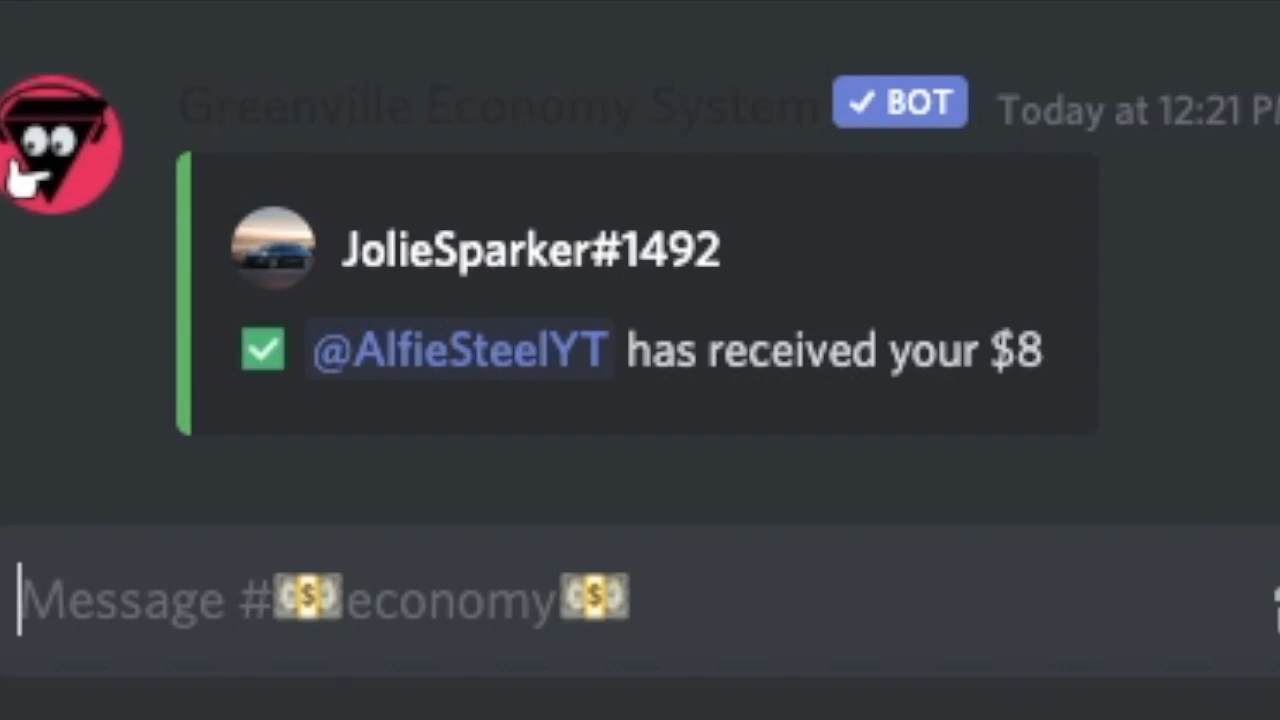 Greenville Economy System ✓ BOT Today at 12:21
JolieSparker#1492
@AlfieSteelYT has received your $8
Message #💵economy💵